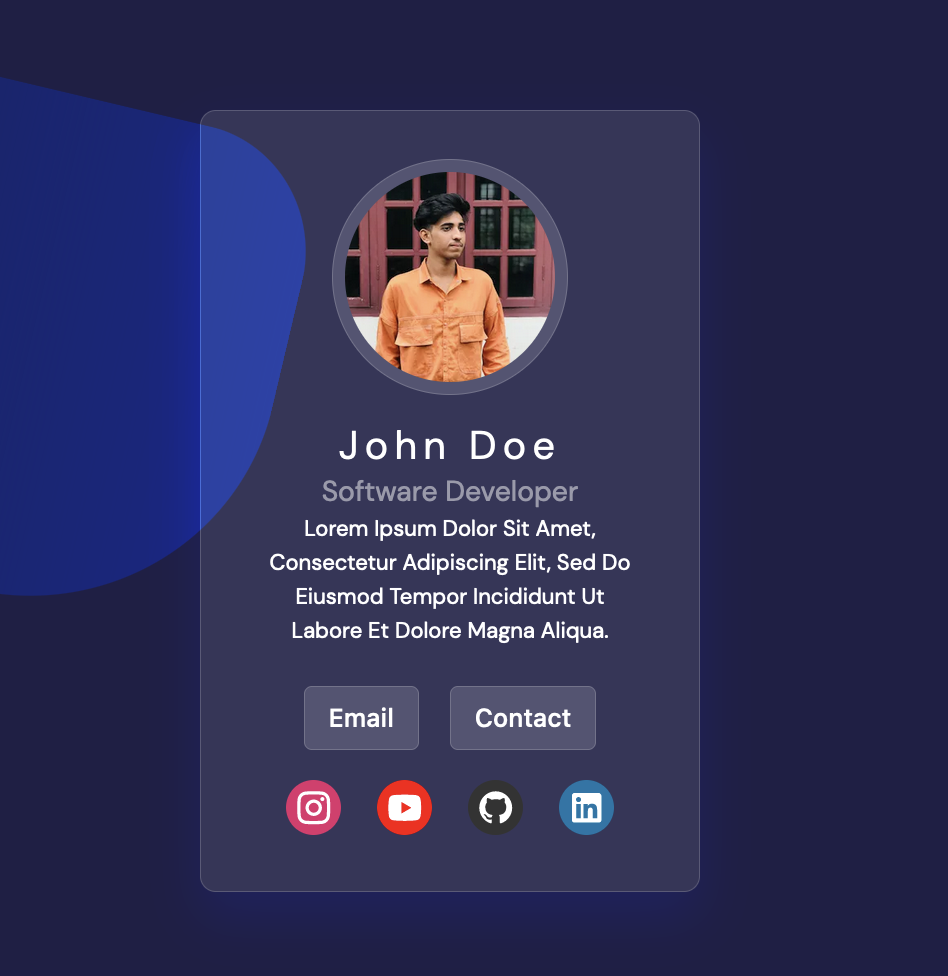 John Doe
Software Developer
Lorem Ipsum Dolor Sit Amet,
Consectetur Adipiscing Elit, Sed Do
Eiusmod Tempor Incididunt Ut
Labore Et Dolore Magna Aliqua.
Email Contact
in